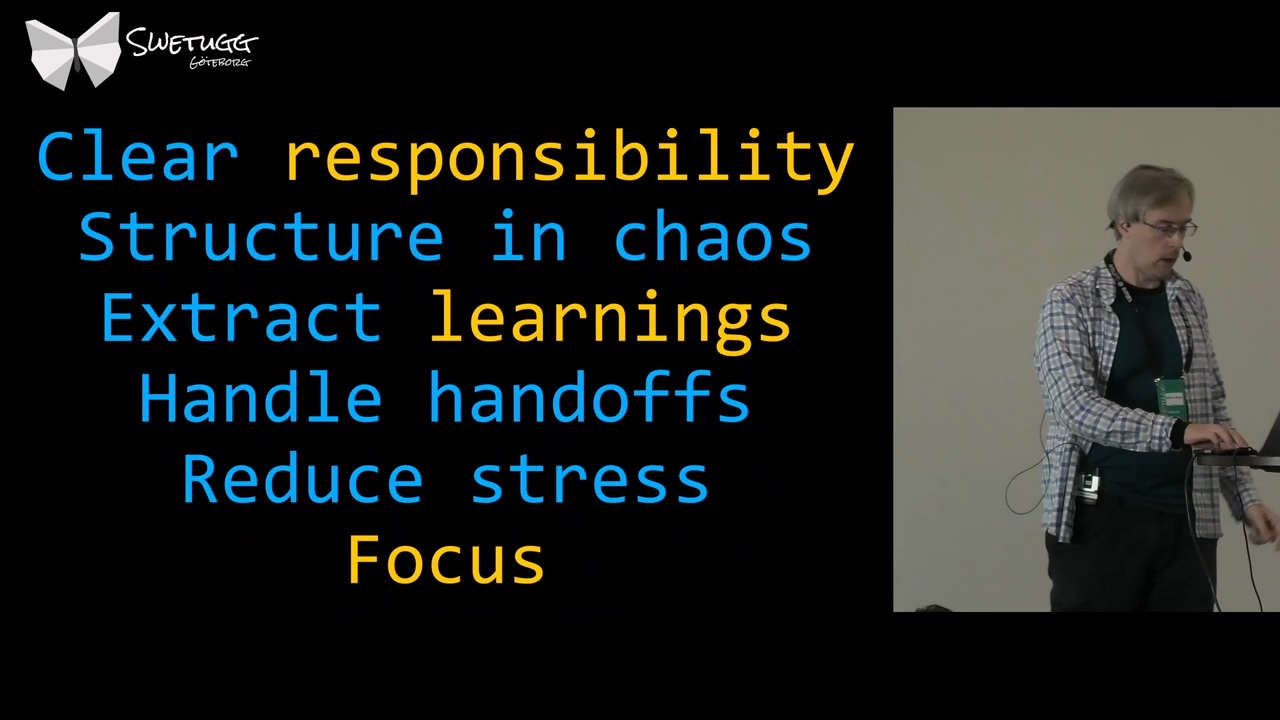 SWETUGG
GÖTEBORG
Clear responsibility
Structure in chaos
Extract learnings
Handle handoffs
Reduce stress
Focus